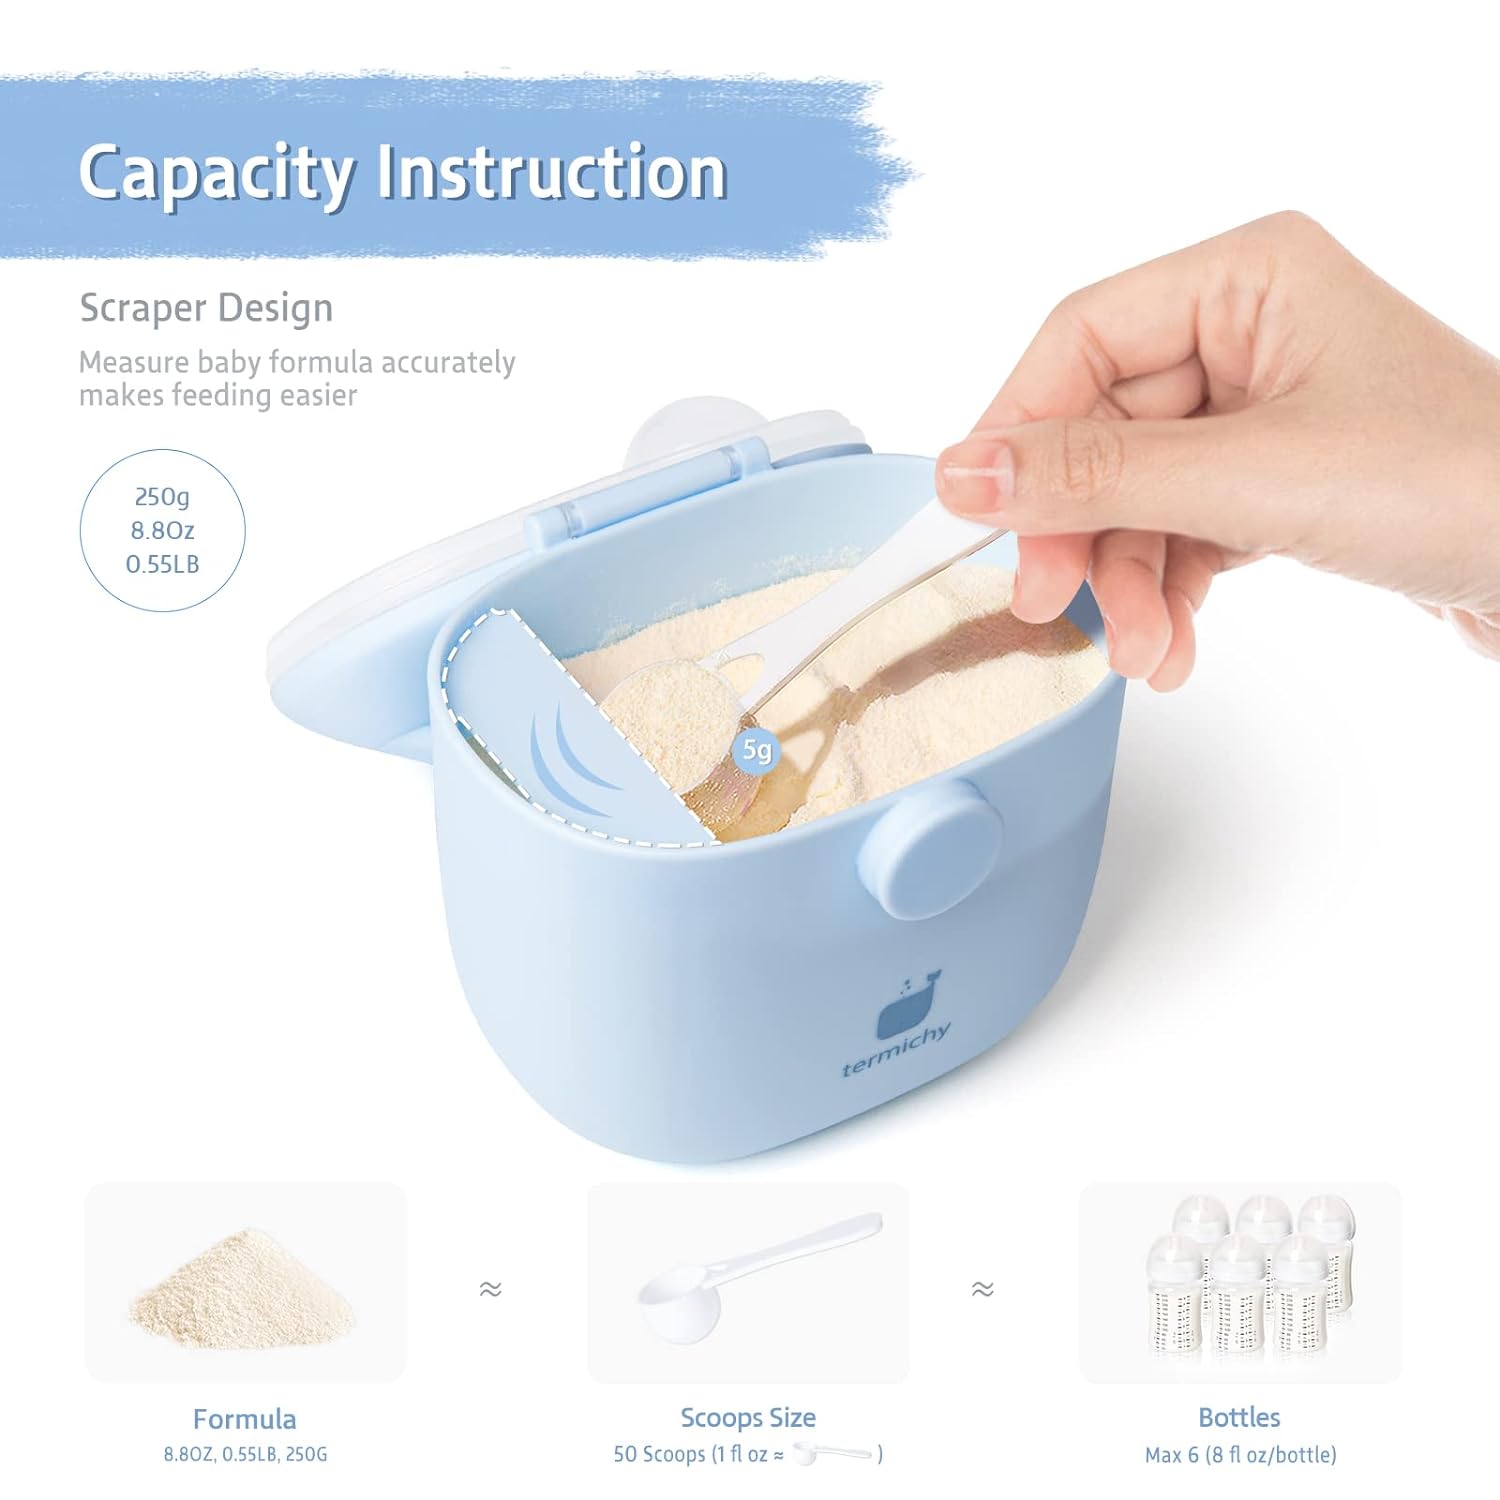 Capacity Instruction
Scraper Design
Measure baby formula accurately
makes feeding easier
250g
8.8Oz
0.55LB
5g
termichy
≈
≈
Formula
8.8OZ, 0.55LB, 250G
Scoops Size
50 Scoops (1 fl oz ≈ )
Bottles
Max 6 (8 fl oz/bottle)